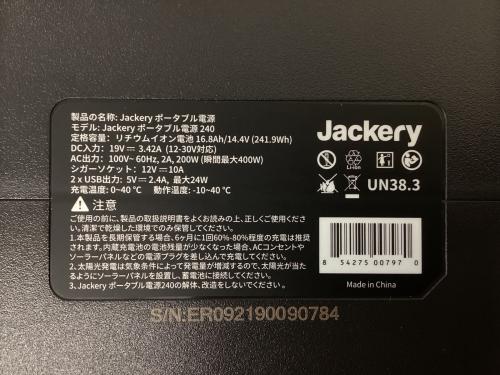 製品の名称: Jackery ポータブル電源
モデル: Jackery ポータブル電源 240
定格容量: リチウムイオン電池 16.8Ah/14.4V (241.9Wh)
DC入力: 19V⎓3.42A (12-30V対応)
AC出力: 100V~ 60Hz, 2A, 200W (瞬間最大400W)
シガーソケット: 12V⎓10A
2 x USB出力: 5V⎓2.4A, 最大24W
充電温度: 0~40℃ 動作温度: -10~40℃
注意
ご使用の前に、製品の取扱説明書をよくお読みの上、正しくご使用ください。清潔で乾燥した環境でのみ保管してください。
1.本製品を長期保管する場合、6ヶ月に1回60%-80%程度の充電は推奨
されます。内蔵充電池の電池残量が少なくなってきた場合、ACコンセントや
ソーラーパネルなどの電源プラグを差し込んで充電してください。
2. 太陽光発電は気象条件によって発電量が増減するので、太陽光が当た
るようにソーラーパネルを設置し、蓄電池に接続してください。
3. Jackery ポータブル電源240の解体、改造をしないでください。
Jackery
Li-ion
UN38.3
8 54275 00797 0
Made in China
S/N:ER092190090784